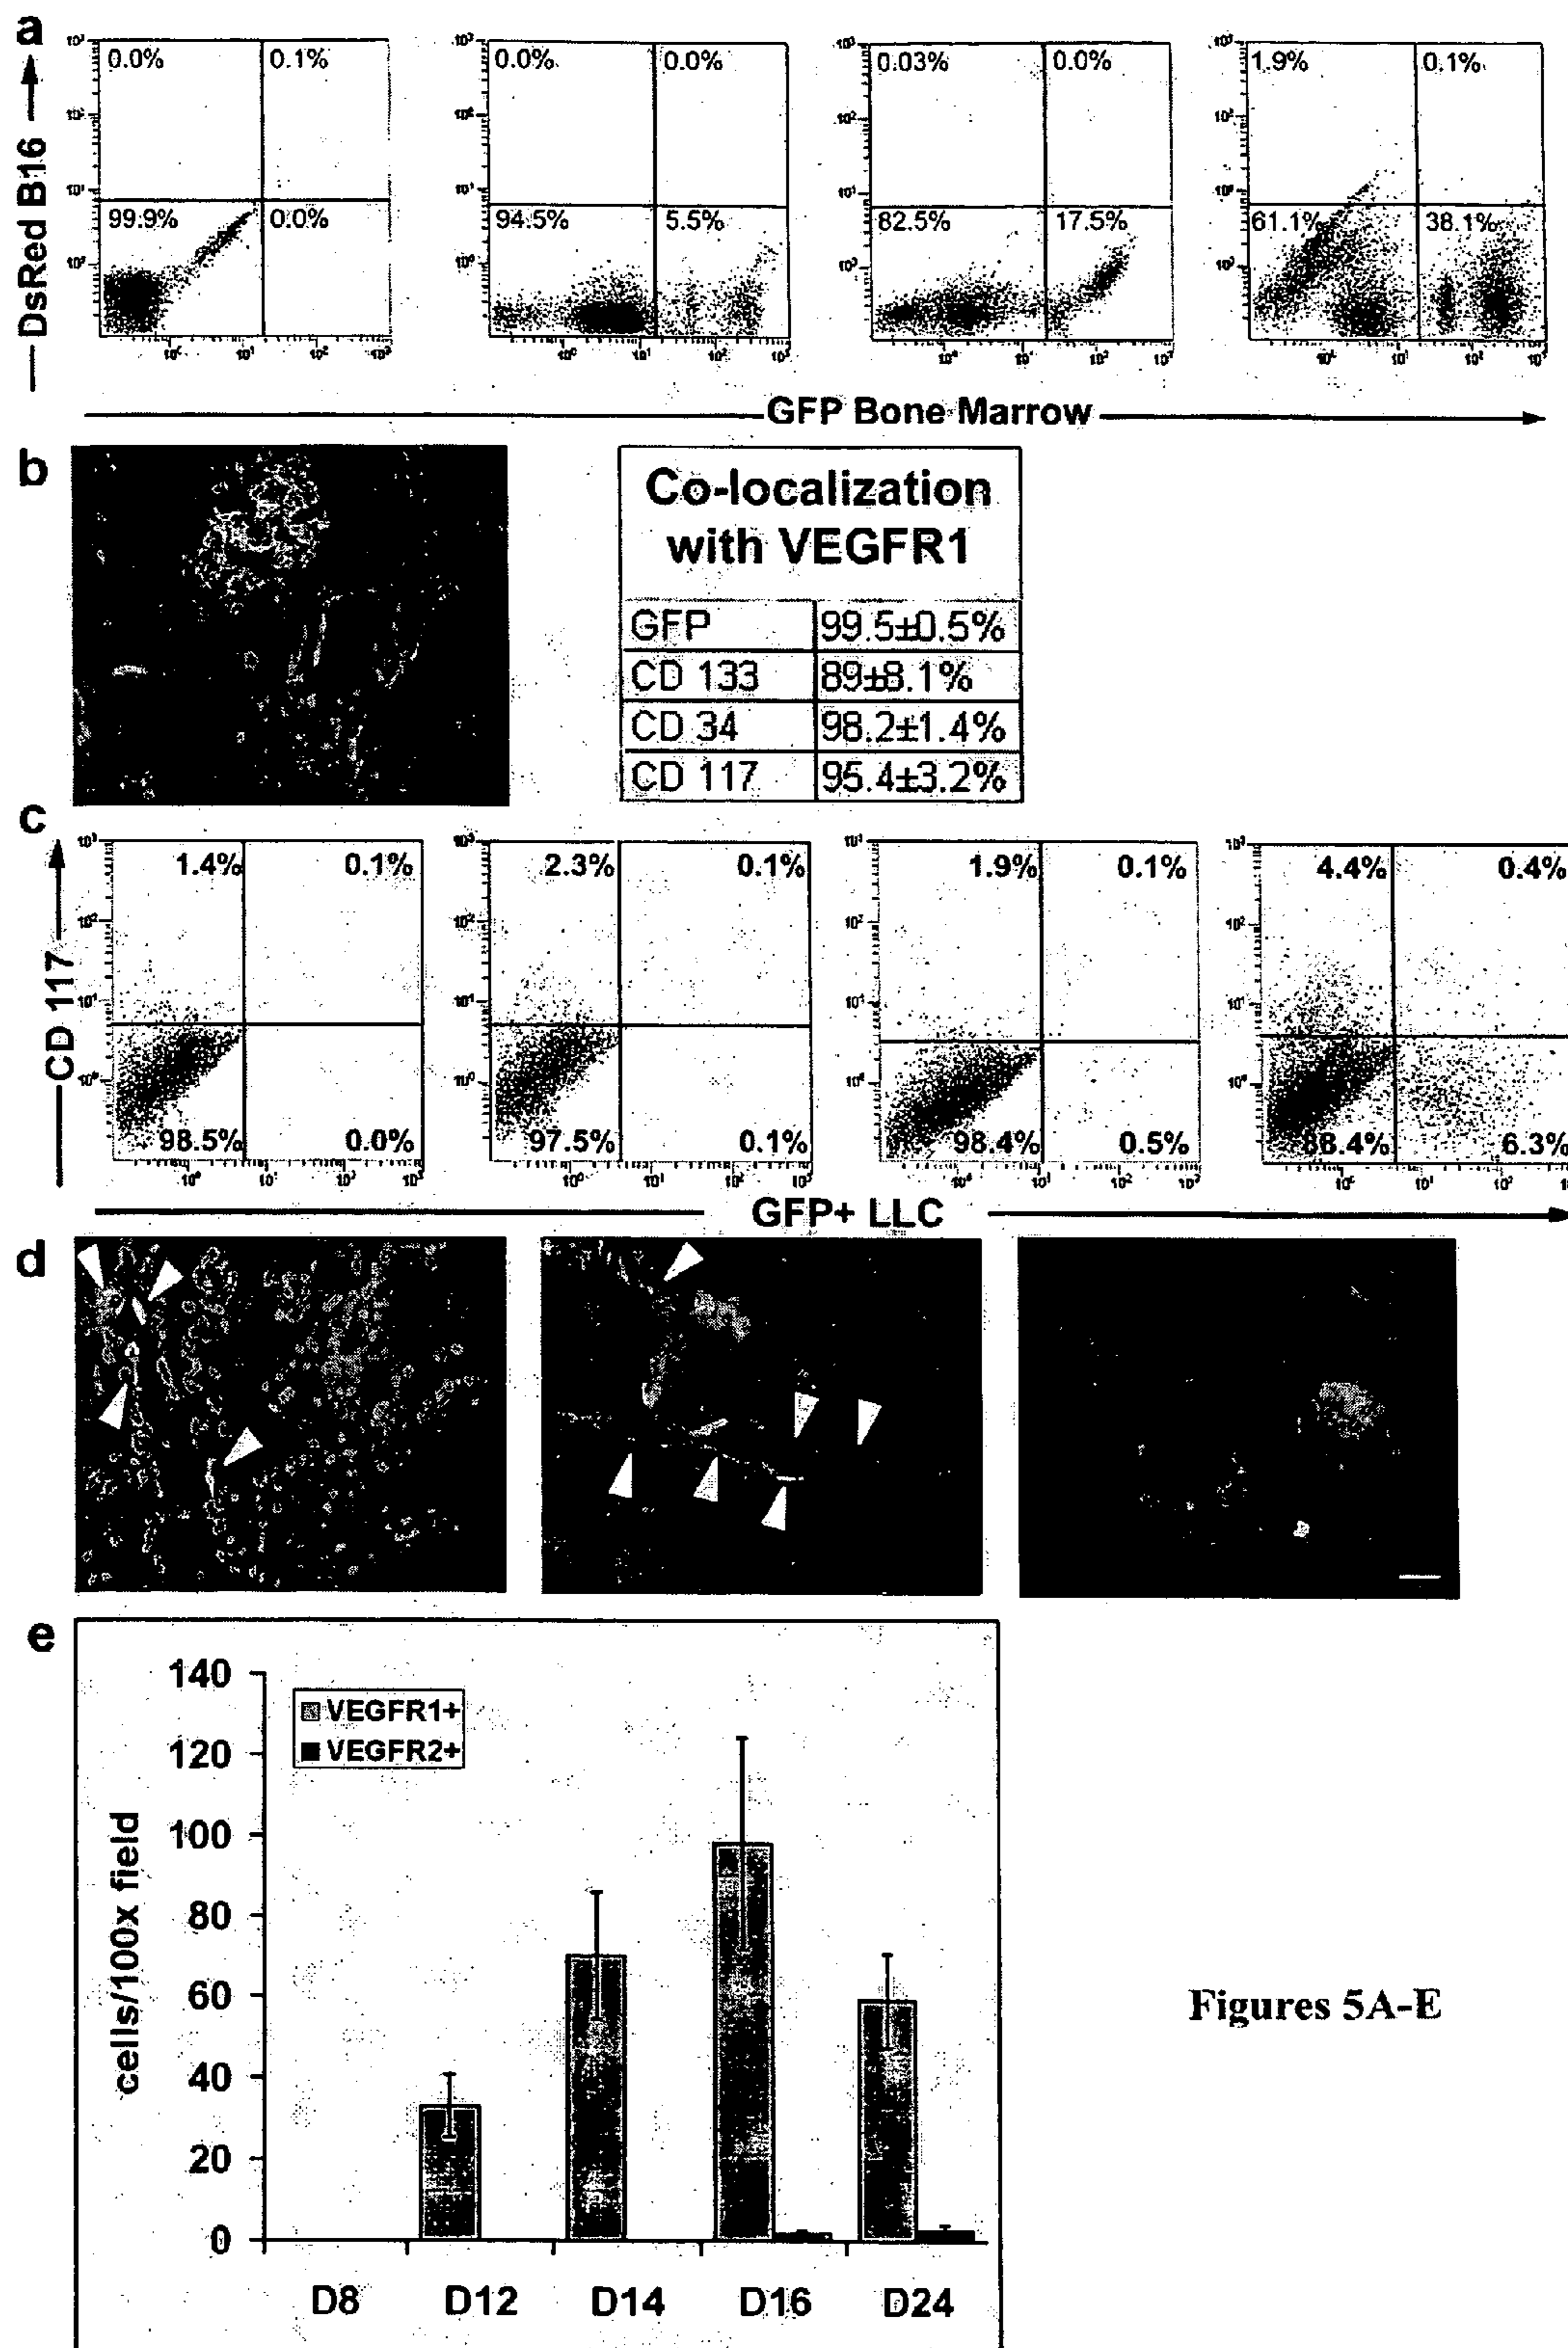 a
DsRed B16
0.0% 0.1%
99.9% 0.0%
0.0% 0.0%
94.5% 5.5%
0.03% 0.0%
82.5% 17.5%
1.9% 0.1%
61.1% 38.1%
GFP Bone Marrow
b
Co-localization
with VEGFR1
GFP 99.5±0.5%
CD 133 89±8.1%
CD 34 98.2±1.4%
CD 117 95.4±3.2%
c
CD 117
1.4% 0.1%
98.5% 0.0%
2.3% 0.1%
97.5% 0.1%
1.9% 0.1%
98.4% 0.5%
4.4% 0.4%
6.3%
GFP+ LLC
d
e
cells/100x field
140
120
100
80
60
40
20
0
VEGFR1+
VEGFR2+
D8 D12 D14 D16 D24
Figures 5A-E